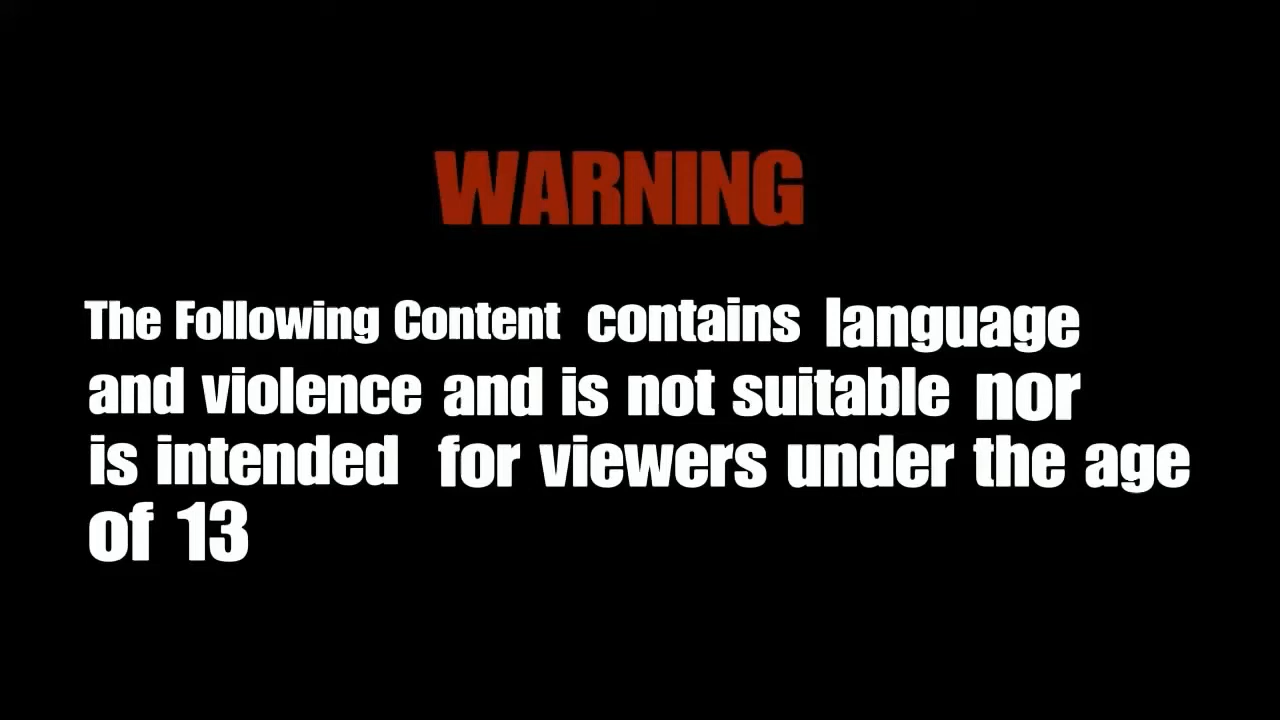 WARNING
The Following Content contains language
and violence and is not suitable nor
is intended for viewers under the age
of 13